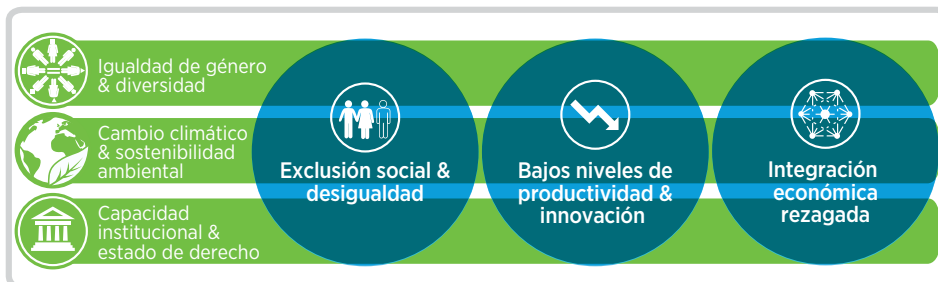 Igualdad de género
& diversidad
Cambio climático
& sostenibilidad
ambiental
Capacidad
institucional &
estado de derecho
Exclusión social &
desigualdad
Bajos niveles de
productividad &
innovación
Integración
económica
rezagada